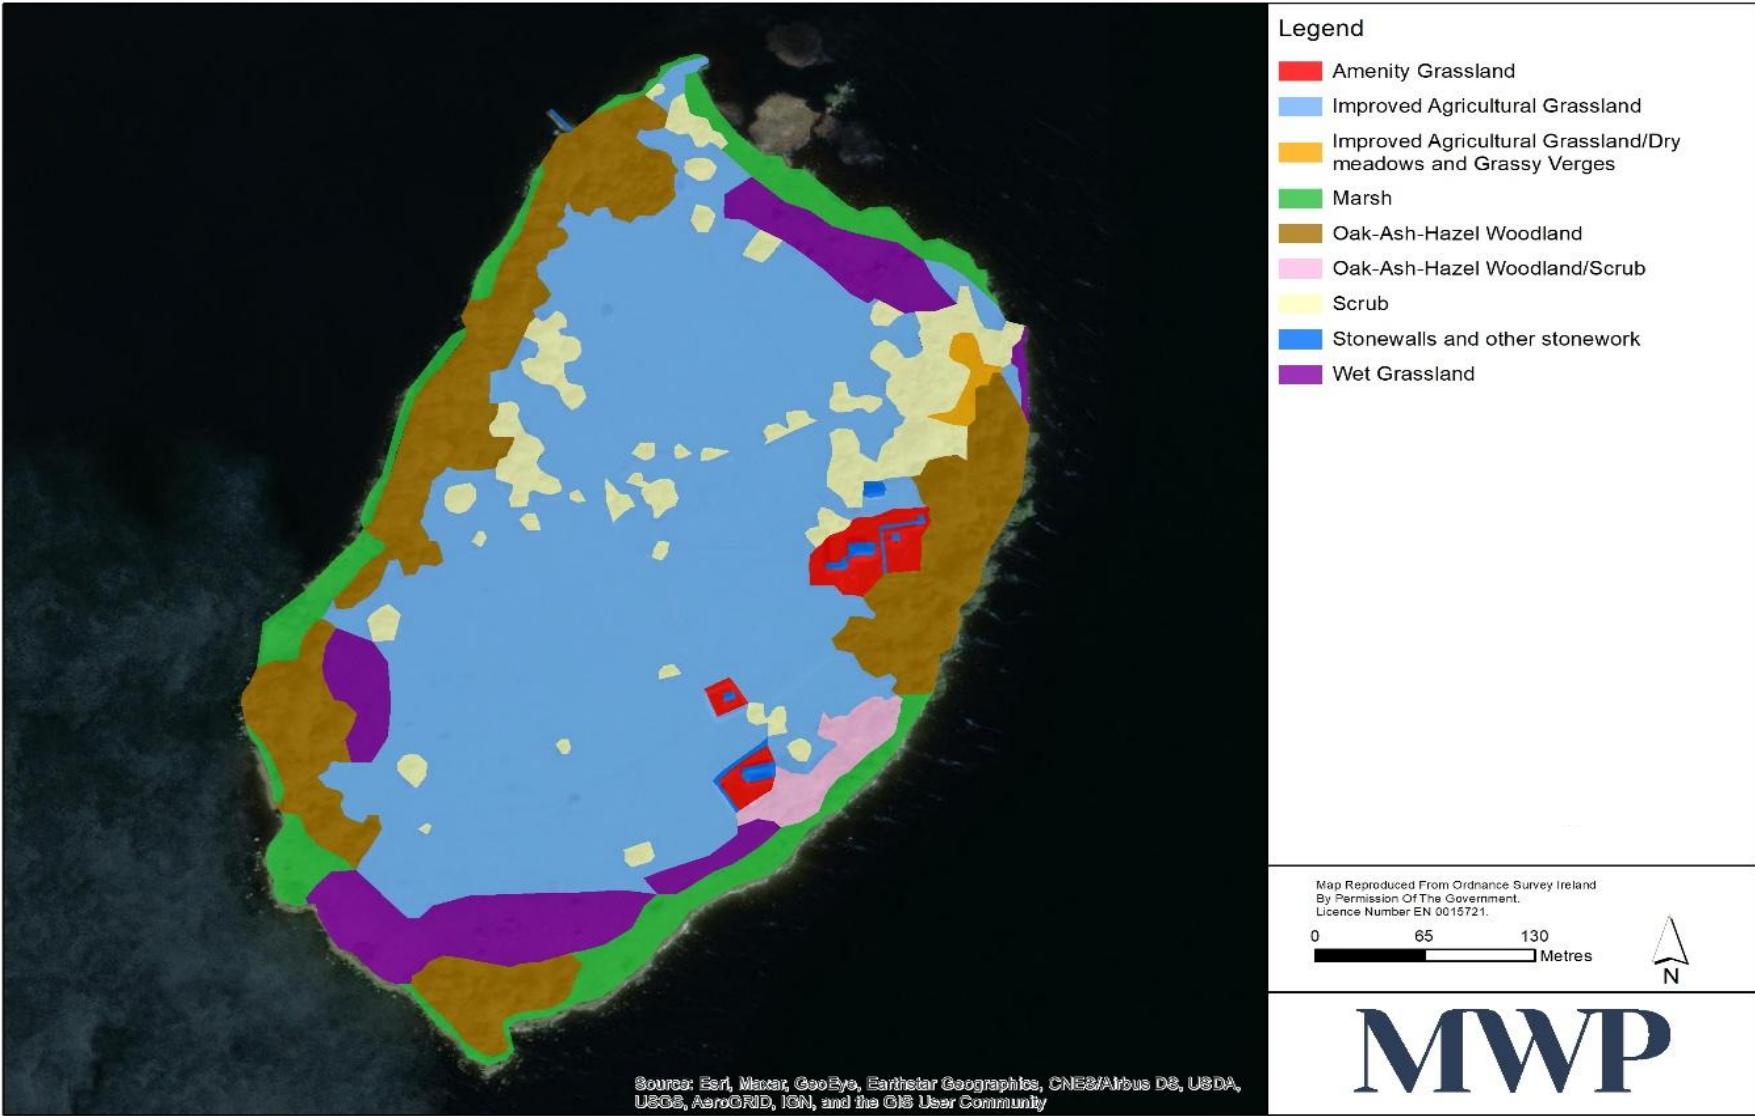 Legend
Amenity Grassland
Improved Agricultural Grassland
Improved Agricultural Grassland/Dry
meadows and Grassy Verges
Marsh
Oak-Ash-Hazel Woodland
Oak-Ash-Hazel Woodland/Scrub
Scrub
Stonewalls and other stonework
Wet Grassland
Map Reproduced From Ordnance Survey Ireland
By Permission Of The Government.
Licence Number EN 0015721.
0 65 130
Metres
N
MWP
Source: Esri, Maxar, GeoEye, Earthstar Geographics, CNES/Airbus DS, USDA,
USGS, AeroGRID, IGN, and the GIS User Community